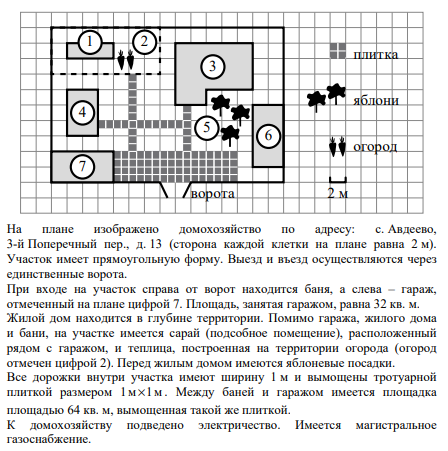 1
2
3
плитка
4
5
яблони
6
огород
7
ворота
2 м
На плане изображено домохозяйство по адресу: с. Авдеево,
3-й Поперечный пер., д. 13 (сторона каждой клетки на плане равна 2 м).
Участок имеет прямоугольную форму. Выезд и въезд осуществляются через
единственные ворота.
При входе на участок справа от ворот находится баня, а слева – гараж,
отмеченный на плане цифрой 7. Площадь, занятая гаражом, равна 32 кв. м.
Жилой дом находится в глубине территории. Помимо гаража, жилого дома
и бани, на участке имеется сарай (подсобное помещение), расположенный
рядом с гаражом, и теплица, построенная на территории огорода (огород
отмечен цифрой 2). Перед жилым домом имеются яблоневые посадки.
Все дорожки внутри участка имеют ширину 1 м и вымощены тротуарной
плиткой размером 1 м × 1 м. Между баней и гаражом имеется площадка
площадью 64 кв. м, вымощенная такой же плиткой.
К домохозяйству подведено электричество. Имеется магистральное
газоснабжение.